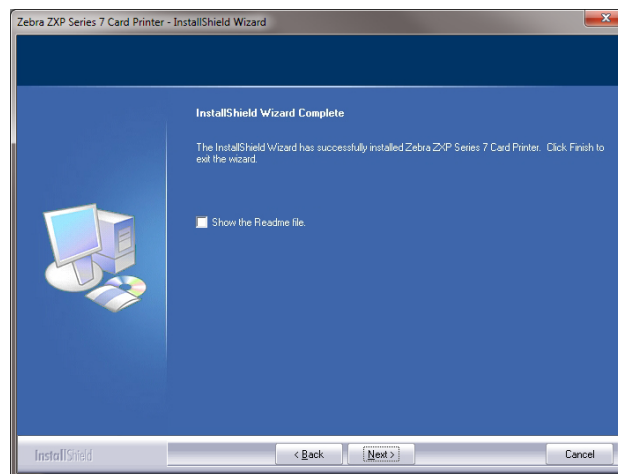 Zebra ZXP Series 7 Card Printer - InstallShield Wizard
InstallShield Wizard Complete
The InstallShield Wizard has successfully installed Zebra ZXP Series 7 Card Printer. Click Finish to
exit the wizard.
Show the Readme file.
InstallShield
< Back
Next >
Cancel